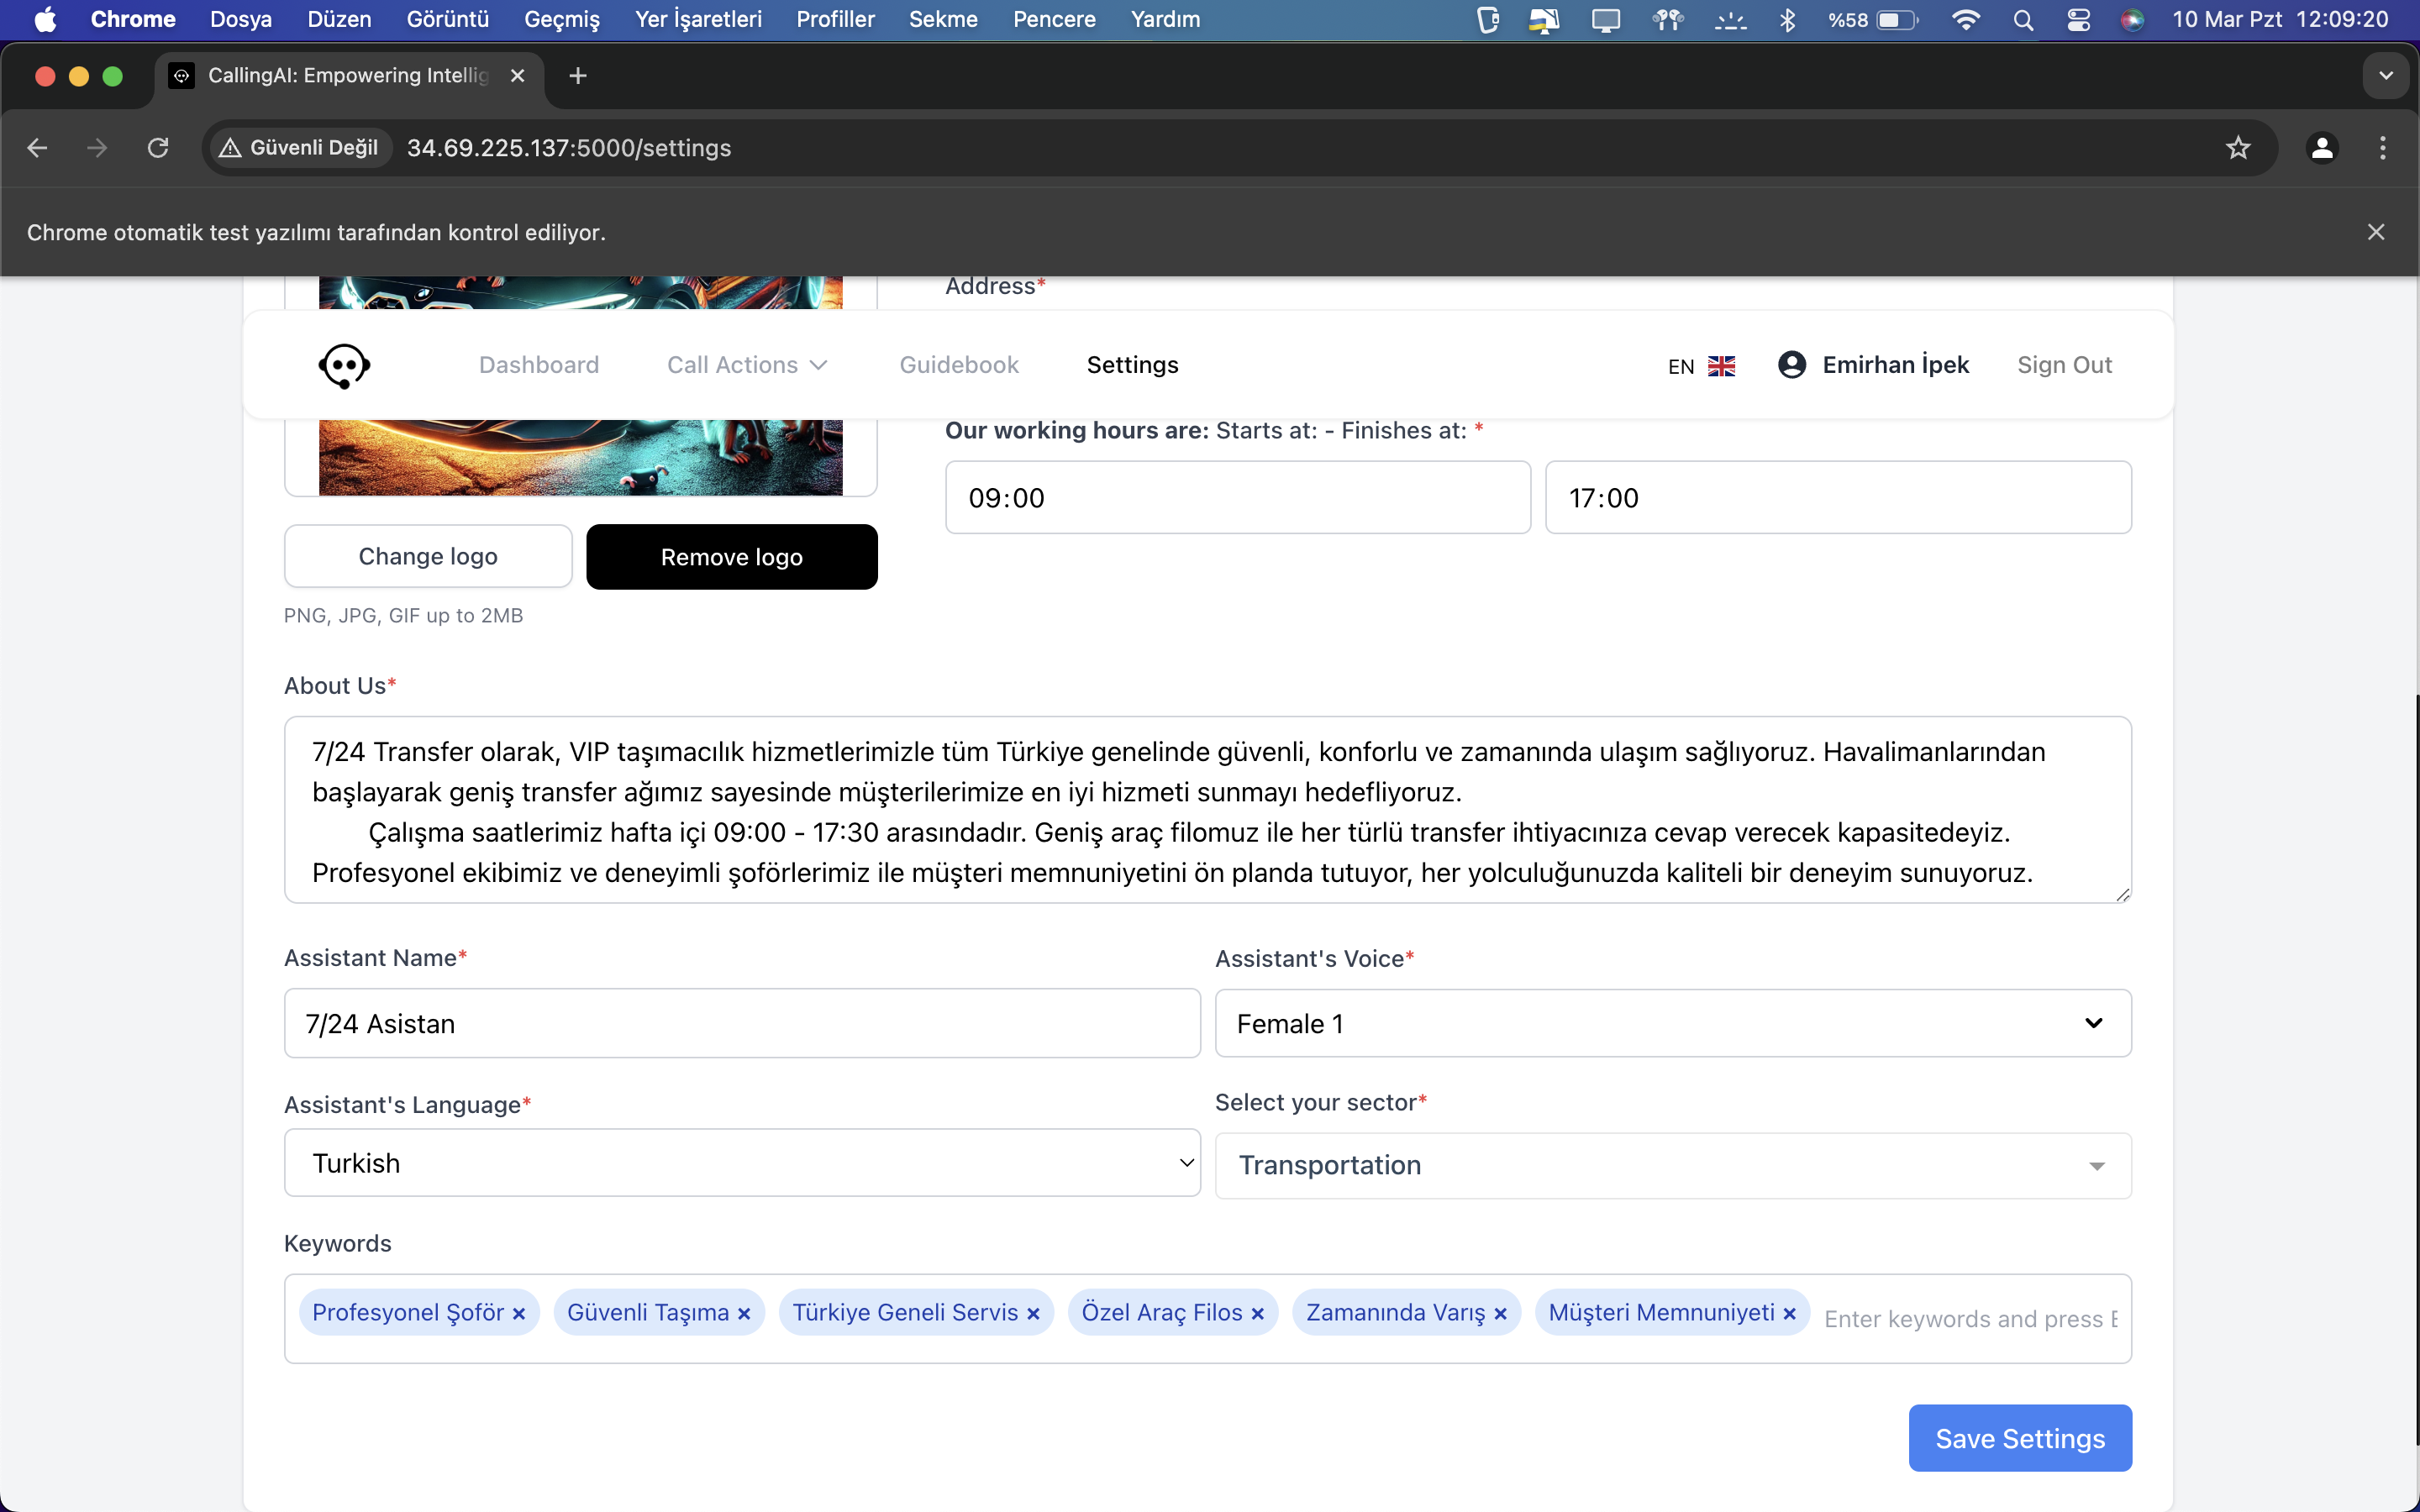 Chrome Dosya Düzen Görüntü Geçmiş Yer İşaretleri Profiller Sekme Pencere Yardım %58 10 Mar Pzt 12:09:20
CallingAI: Empowering Intellig
Güvenli Değil 34.69.225.137:5000/settings
Chrome otomatik test yazılımı tarafından kontrol ediliyor.
Address*
Dashboard Call Actions Guidebook Settings EN Emirhan İpek Sign Out
Our working hours are: Starts at: - Finishes at: *
09:00 17:00
Change logo Remove logo
PNG, JPG, GIF up to 2MB
About Us*
7/24 Transfer olarak, VIP taşımacılık hizmetlerimizle tüm Türkiye genelinde güvenli, konforlu ve zamanında ulaşım sağlıyoruz. Havalimanlarından
başlayarak geniş transfer ağımız sayesinde müşterilerimize en iyi hizmeti sunmayı hedefliyoruz.
Çalışma saatlerimiz hafta içi 09:00 - 17:30 arasındadır. Geniş araç filomuz ile her türlü transfer ihtiyacınıza cevap verecek kapasitedeyiz.
Profesyonel ekibimiz ve deneyimli şoförlerimiz ile müşteri memnuniyetini ön planda tutuyor, her yolculuğunuzda kaliteli bir deneyim sunuyoruz.
Assistant Name* Assistant's Voice*
7/24 Asistan Female 1
Assistant's Language* Select your sector*
Turkish Transportation
Keywords
Profesyonel Şoför × Güvenli Taşıma × Türkiye Geneli Servis × Özel Araç Filos × Zamanında Varış × Müşteri Memnuniyeti × Enter keywords and press E
Save Settings